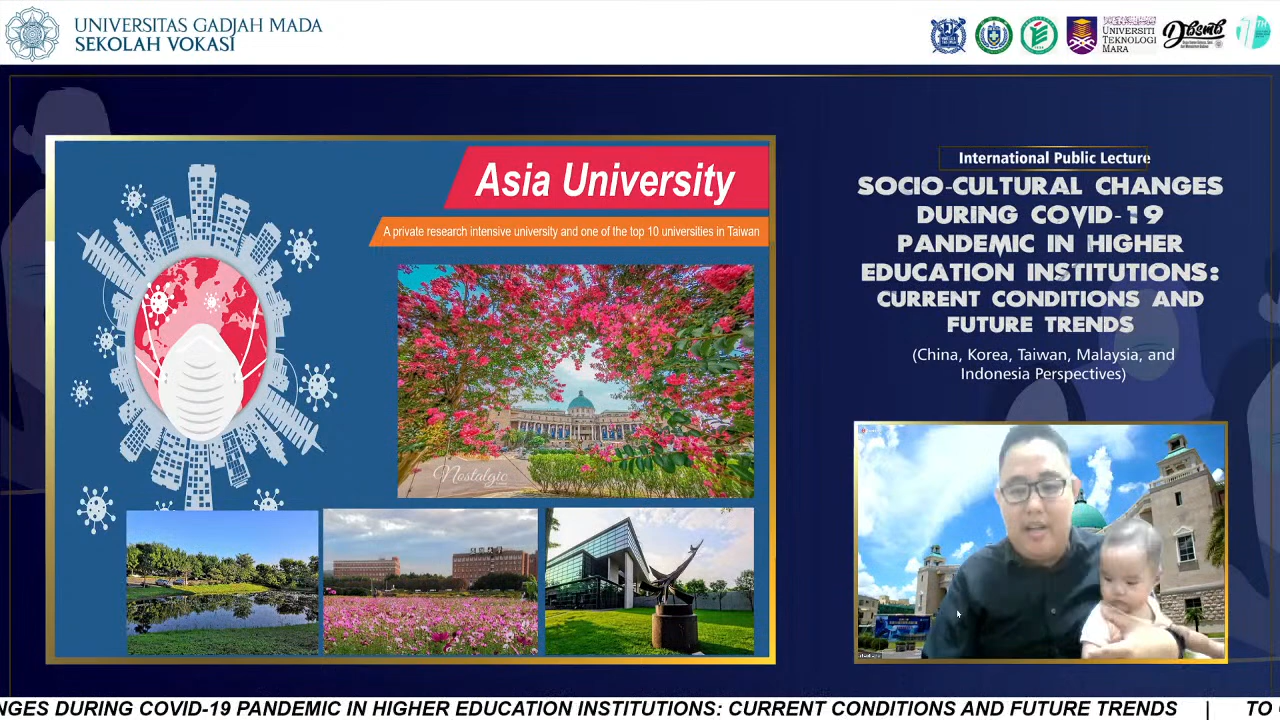 UNIVERSITAS GADJAH MADA
SEKOLAH VOKASI
UNIVERSITI
TEKNOLOGI
MARA
Asia University
A private research intensive university and one of the top 10 universities in Taiwan
Nostalgic
International Public Lecture
SOCIO-CULTURAL CHANGES
DURING COVID-19
PANDEMIC IN HIGHER
EDUCATION INSTITUTIONS:
CURRENT CONDITIONS AND
FUTURE TRENDS
(China, Korea, Taiwan, Malaysia, and
Indonesia Perspectives)
NGES DURING COVID-19 PANDEMIC IN HIGHER EDUCATION INSTITUTIONS: CURRENT CONDITIONS AND FUTURE TRENDS | TO